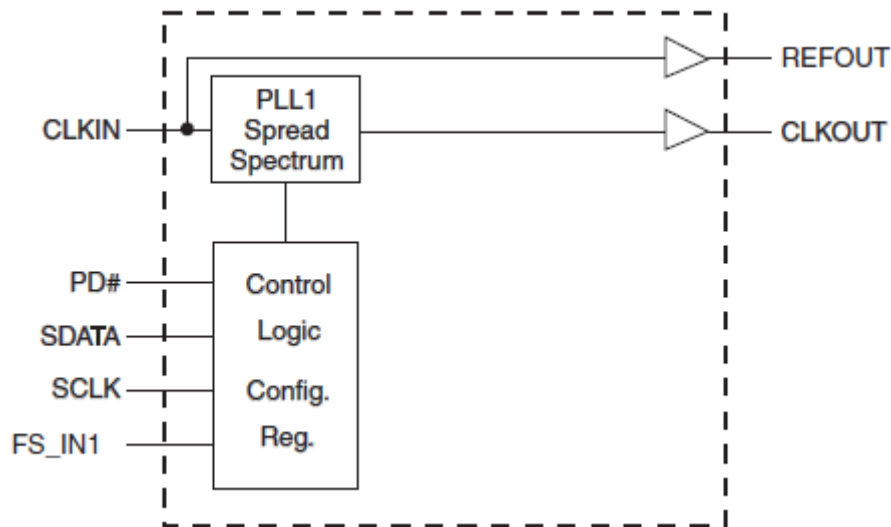 REFOUT
PLL1
Spread
Spectrum
CLKIN
CLKOUT
PD#
SDATA
SCLK
FS_IN1
Control
Logic
Config.
Reg.